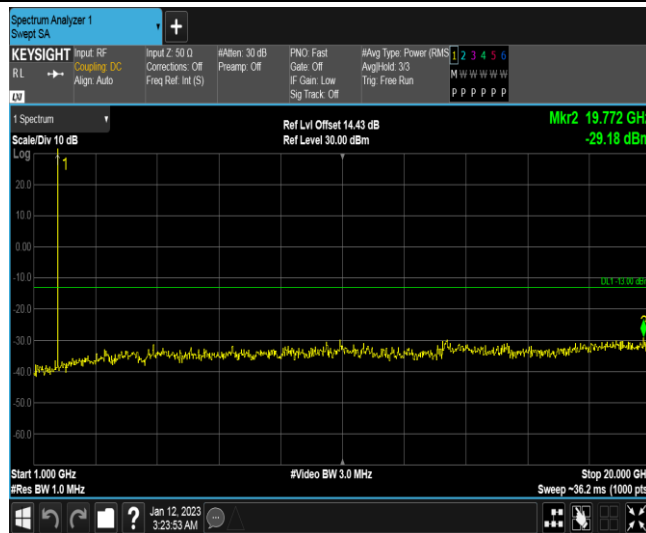 Spectrum Analyzer 1
Swept SA
+
KEYSIGHT
RL
LXI
Input: RF
Coupling: DC
Align: Auto
Input Z: 50 Ω
Corrections: Off
Freq Ref: Int (S)
#Atten: 30 dB
Preamp: Off
PNO: Fast
Gate: Off
IF Gain: Low
Sig Track: Off
#Avg Type: Power (RMS
Avg|Hold: 3/3
Trig: Free Run
1 2 3 4 5 6
M W W W W W
P P P P P P
1 Spectrum
Scale/Div 10 dB
Log
Ref Lvl Offset 14.43 dB
Ref Level 30.00 dBm
Mkr2 19.772 GHz
-29.18 dBm
1
20.0
10.0
0.00
-10.0
DL1 -13.00 dBm
-20.0
-30.0
-40.0
-50.0
-60.0
Start 1.000 GHz
#Res BW 1.0 MHz
#Video BW 3.0 MHz
Stop 20.000 GHz
Sweep ~36.2 ms (1000 pts)
?
Jan 12, 2023
3:23:53 AM